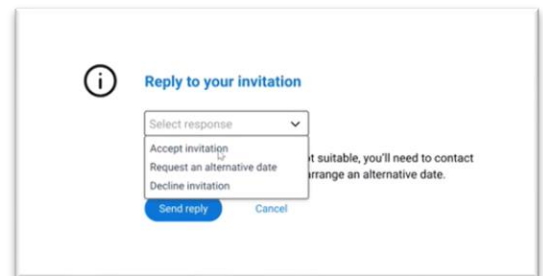 Reply to your invitation
Select response
Accept invitation
Request an alternative date
Decline invitation
t suitable, you'll need to contact
rrange an alternative date.
Send reply
Cancel